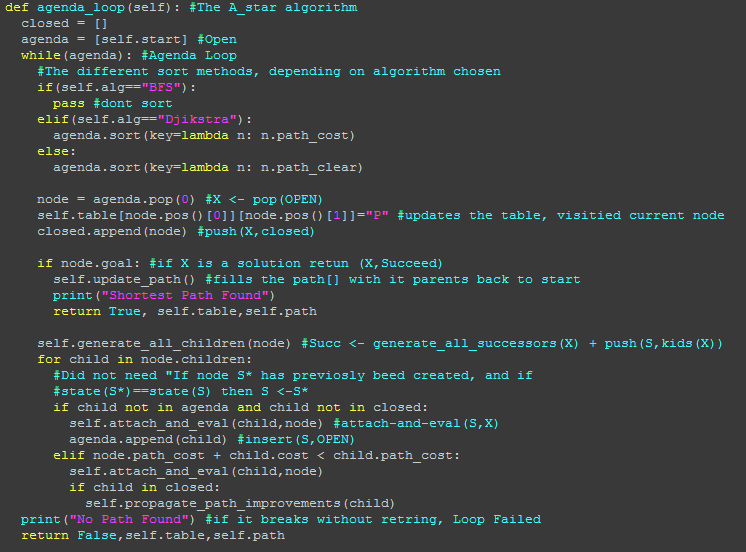 def agenda_loop(self): #The A_star algorithm
  closed = []
  agenda = [self.start] #Open
  while(agenda): #Agenda Loop
    #The different sort methods, depending on algorithm chosen
    if(self.alg=="BFS"):
      pass #dont sort
    elif(self.alg=="Djikstra"):
      agenda.sort(key=lambda n: n.path_cost)
    else:
      agenda.sort(key=lambda n: n.path_clear)

    node = agenda.pop(0) #X <- pop(OPEN)
    self.table[node.pos()[0]][node.pos()[1]]="P" #updates the table, visitied current node
    closed.append(node) #push(X,closed)

    if node.goal: #if X is a solution retun (X,Succeed)
      self.update_path() #fills the path[] with it parents back to start
      print("Shortest Path Found")
      return True, self.table,self.path

    self.generate_all_children(node) #Succ <- generate_all_successors(X) + push(S,kids(X))
    for child in node.children:
      #Did not need "If node S* has previosly beed created, and if
      #state(S*)==state(S) then S <-S*
      if child not in agenda and child not in closed:
        self.attach_and_eval(child,node) #attach-and-eval(S,X)
        agenda.append(child) #insert(S,OPEN)
      elif node.path_cost + child.cost < child.path_cost:
        self.attach_and_eval(child,node)
        if child in closed:
          self.propagate_path_improvements(child)
  print("No Path Found") #if it breaks without retring, Loop Failed
  return False,self.table,self.path